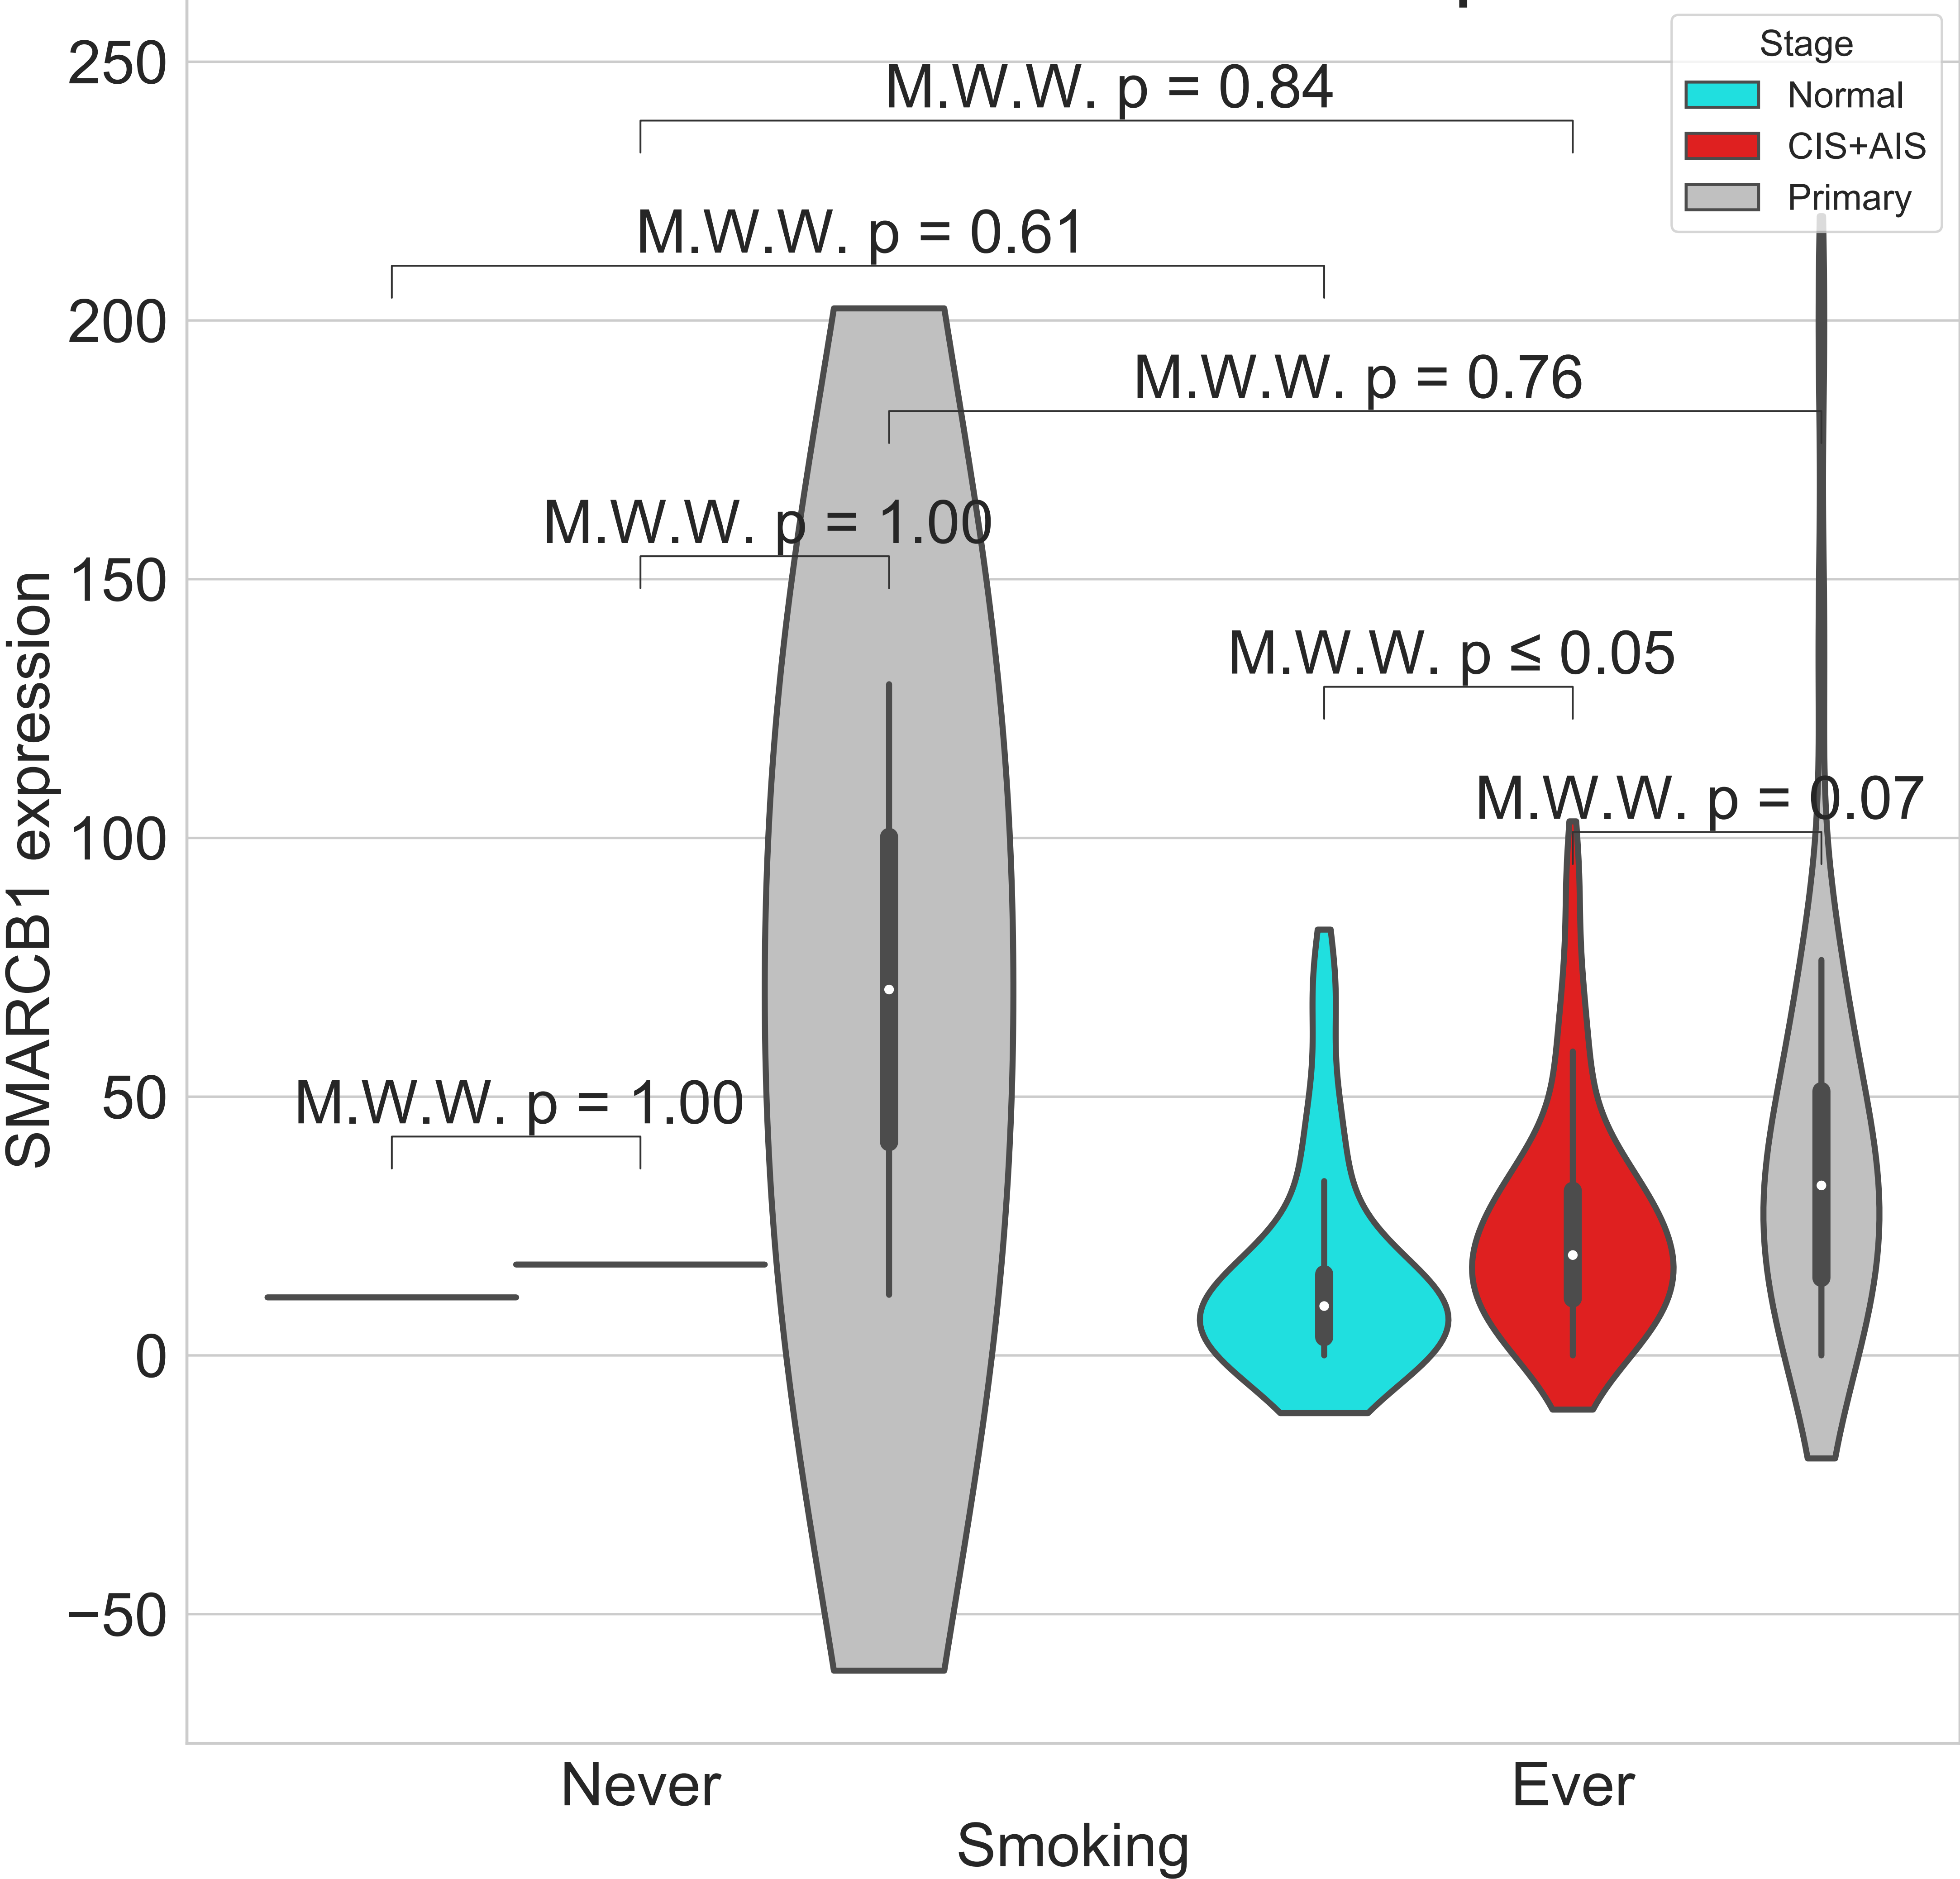 250
200
150
100
50
0
−50
SMARCB1 expression
Stage
Normal
CIS+AIS
Primary
M.W.W. p = 0.84
M.W.W. p = 0.61
M.W.W. p = 0.76
M.W.W. p = 1.00
M.W.W. p ≤ 0.05
M.W.W. p = 0.07
M.W.W. p = 1.00
Never
Ever
Smoking